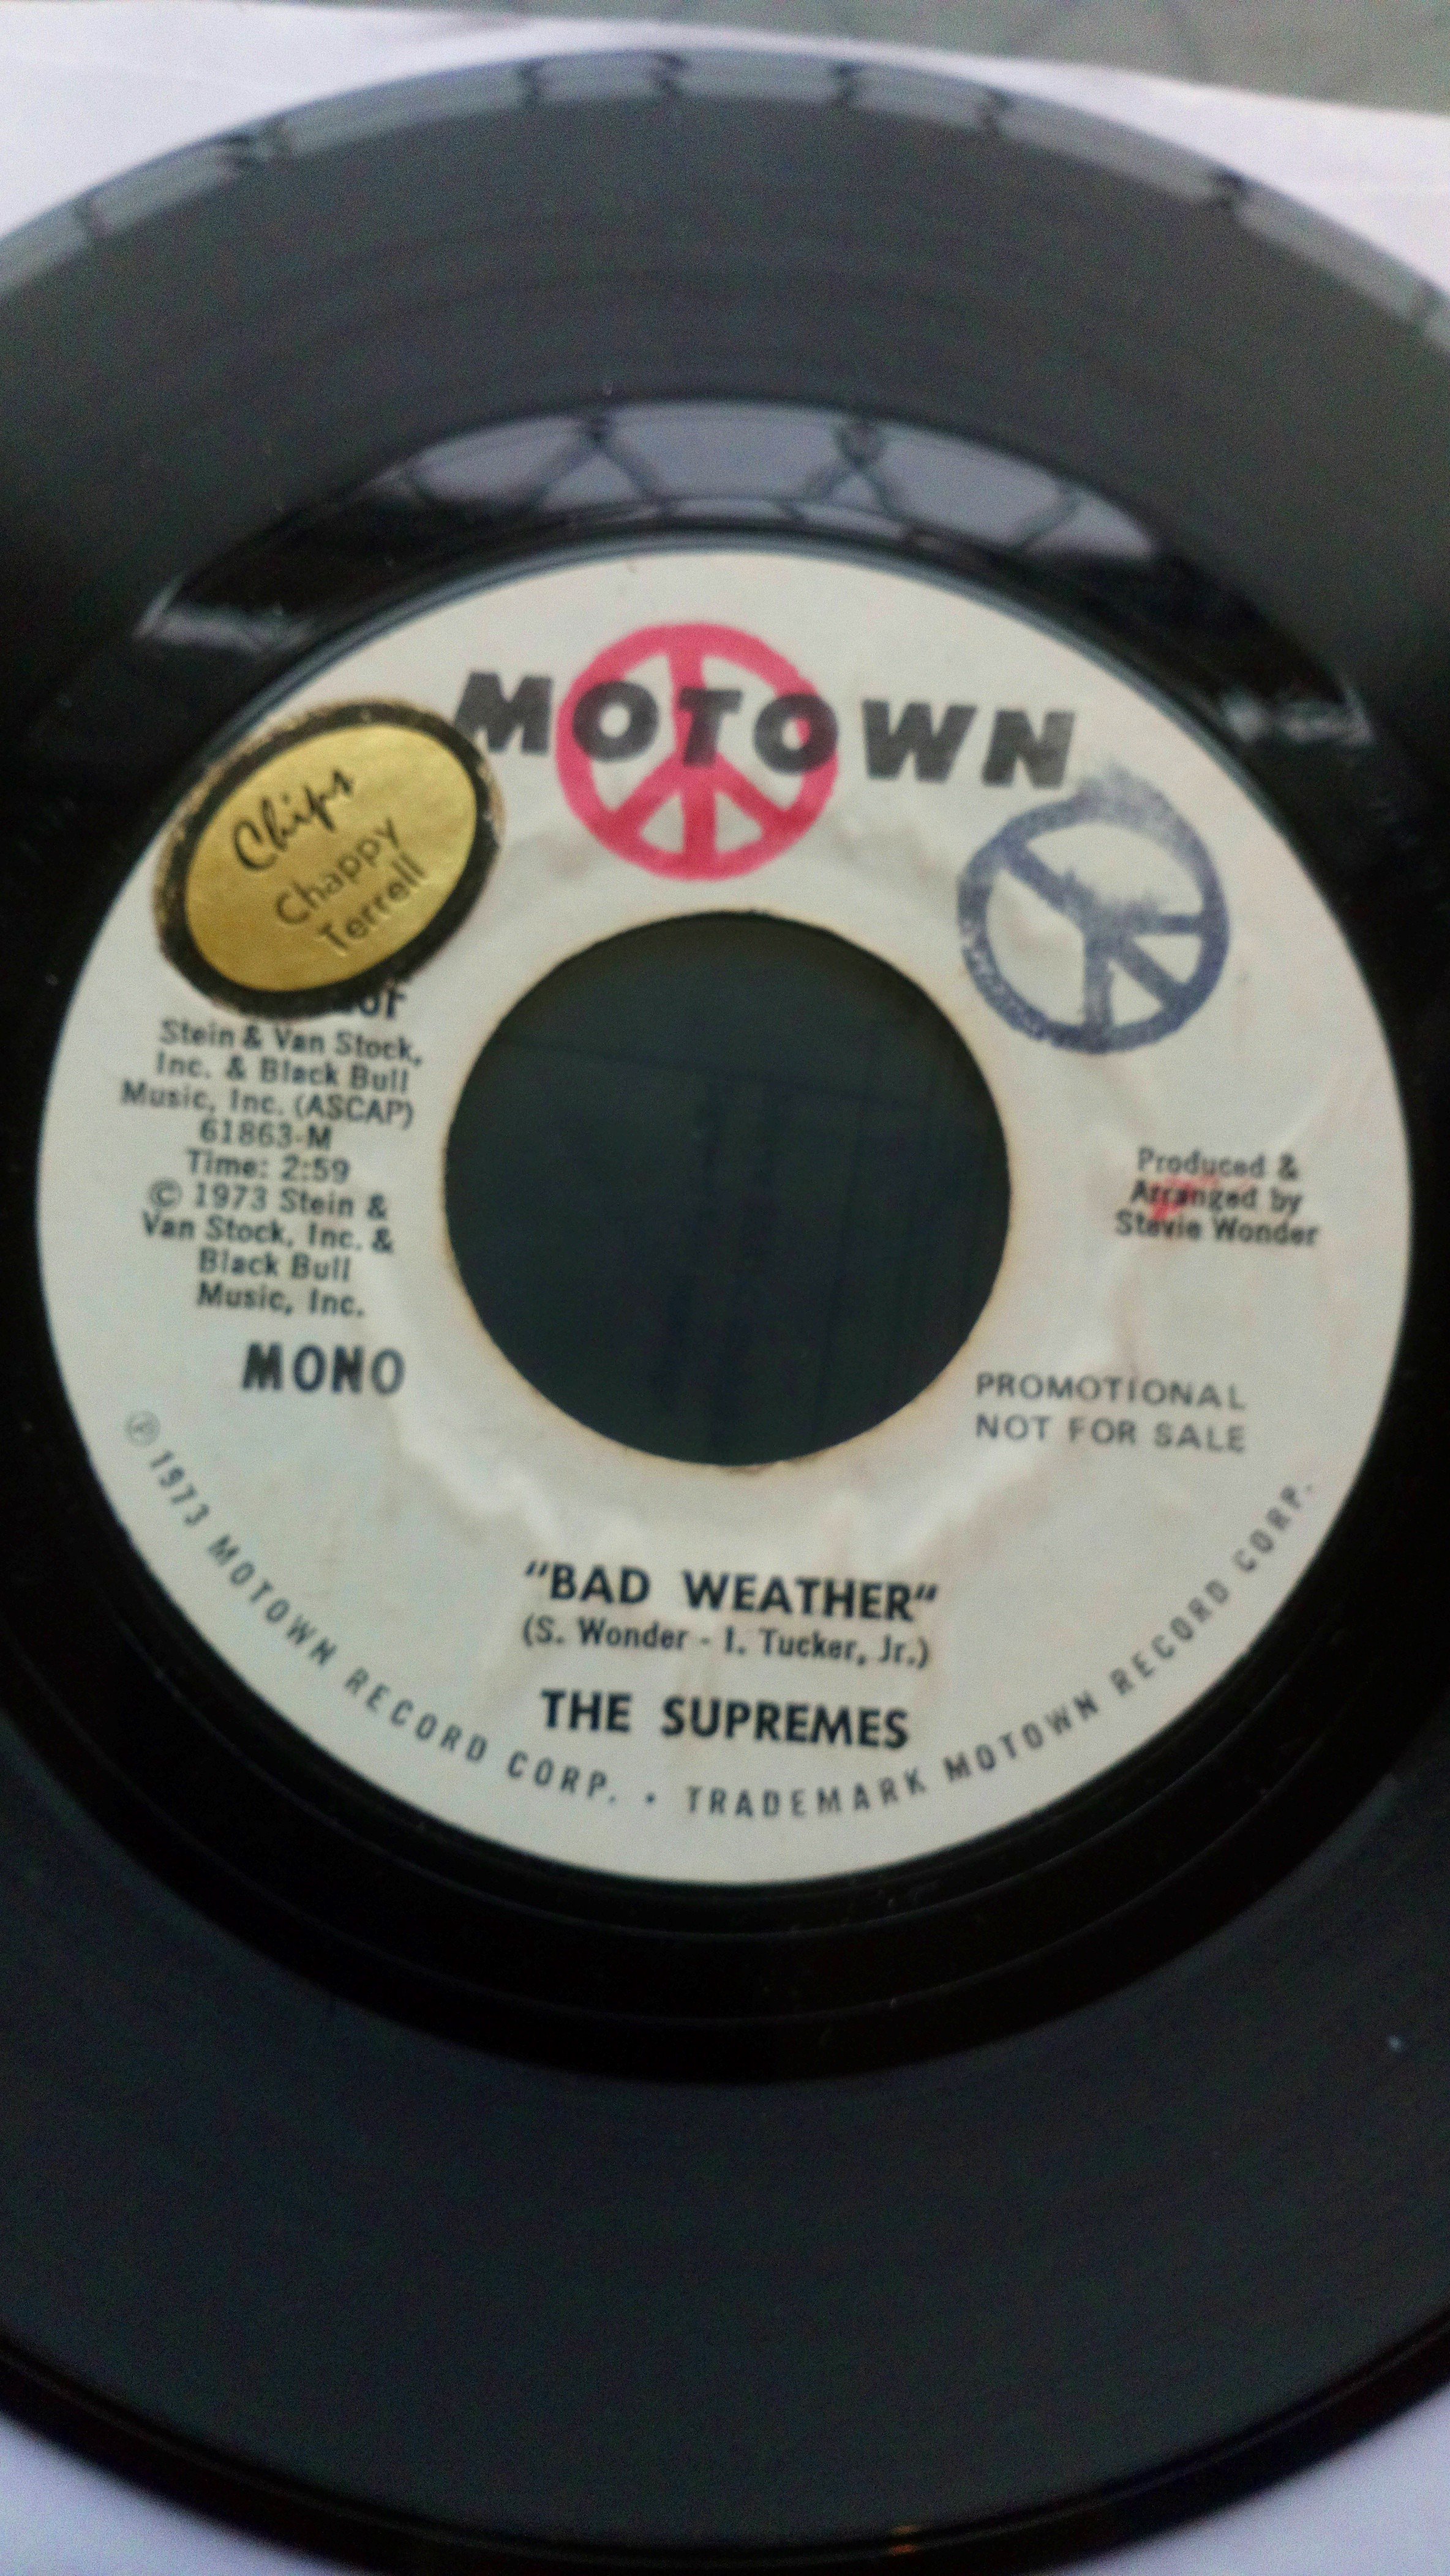 MOTOWN
Chips
Chappy
Terrell
Stein & Van Stock,
Inc. & Black Bull
Music, Inc. (ASCAP)
61863-M
Time: 2:59
© 1973 Stein &
Van Stock, Inc. &
Black Bull
Music, Inc.
MONO
Produced &
Arranged by
Stevie Wonder
PROMOTIONAL
NOT FOR SALE
"BAD WEATHER"
(S. Wonder - I. Tucker, Jr.)
THE SUPREMES
℗ 1973 MOTOWN RECORD CORP. • TRADEMARK MOTOWN RECORD CORP.